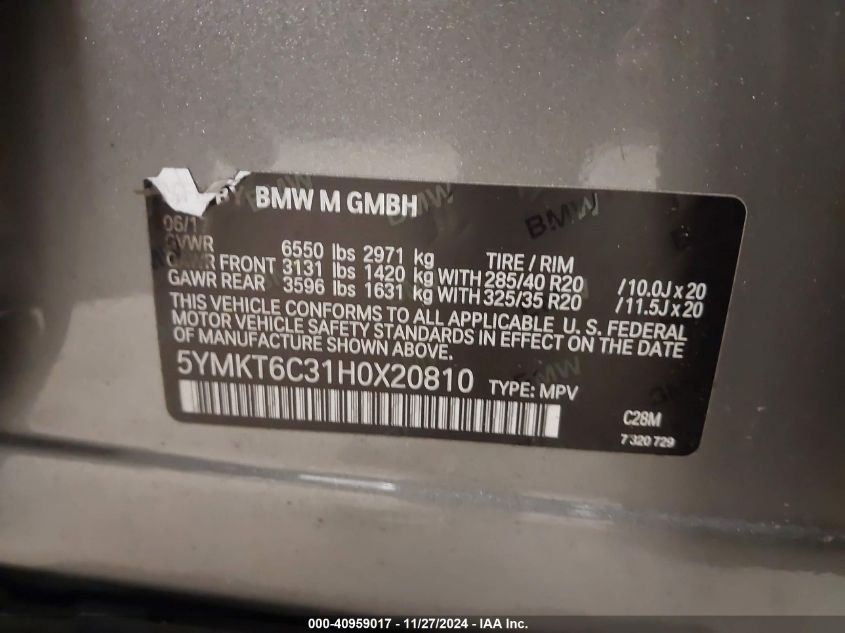 BY BMW M GMBH
06/1
GVWR 6550 lbs 2971 kg TIRE / RIM
GAWR FRONT 3131 lbs 1420 kg WITH 285/40 R20 /10.0J x 20
GAWR REAR 3596 lbs 1631 kg WITH 325/35 R20 /11.5J x 20
THIS VEHICLE CONFORMS TO ALL APPLICABLE U. S. FEDERAL
MOTOR VEHICLE SAFETY STANDARDS IN EFFECT ON THE DATE
OF MANUFACTURE SHOWN ABOVE.
5YMKT6C31H0X20810 TYPE: MPV
C28M
7 320 729
000-40959017 - 11/27/2024 - IAA Inc.